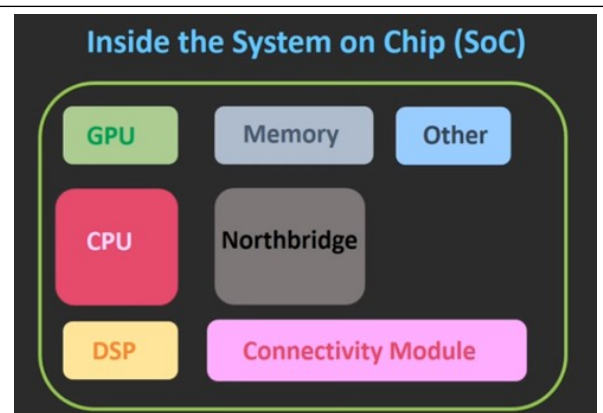 Inside the System on Chip (SoC)
GPU
Memory
Other
CPU
Northbridge
DSP
Connectivity Module